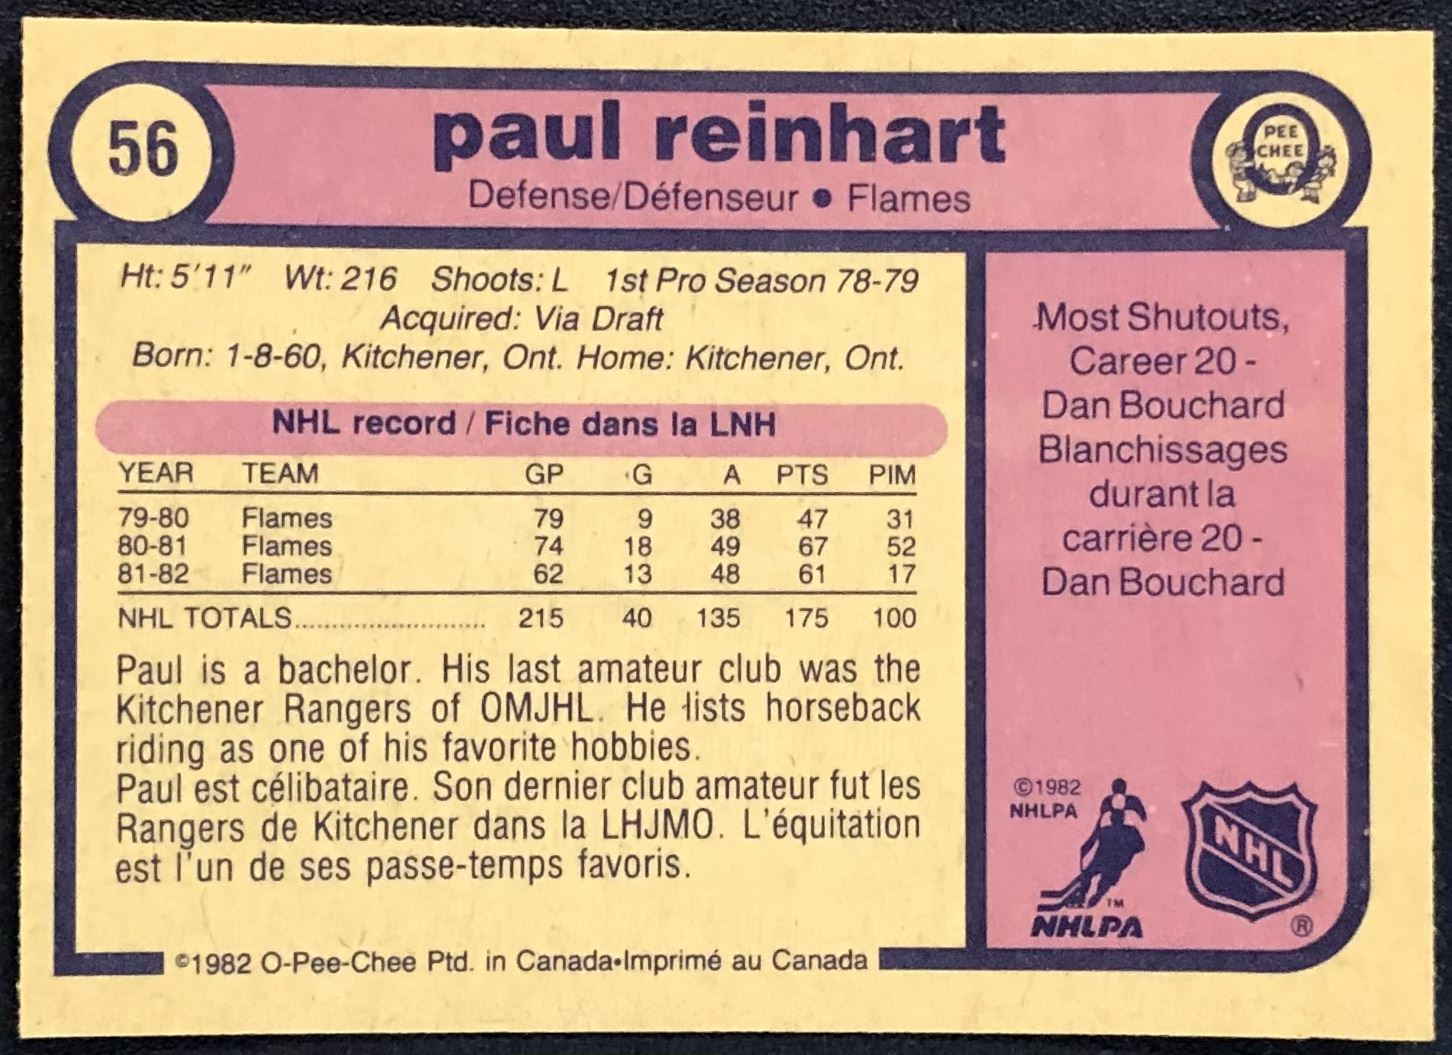 56
paul reinhart
PEE
CHEE
Defense/Défenseur • Flames
Ht: 5'11" Wt: 216 Shoots: L 1st Pro Season 78-79
Acquired: Via Draft
Born: 1-8-60, Kitchener, Ont. Home: Kitchener, Ont.
NHL record / Fiche dans la LNH
YEAR TEAM GP G A PTS PIM
79-80 Flames 79 9 38 47 31
80-81 Flames 74 18 49 67 52
81-82 Flames 62 13 48 61 17
NHL TOTALS.......................... 215 40 135 175 100
Paul is a bachelor. His last amateur club was the
Kitchener Rangers of OMJHL. He lists horseback
riding as one of his favorite hobbies.
Paul est célibataire. Son dernier club amateur fut les
Rangers de Kitchener dans la LHJMO. L'équitation
est l'un de ses passe-temps favoris.
Most Shutouts,
Career 20 -
Dan Bouchard
Blanchissages
durant la
carrière 20 -
Dan Bouchard
©1982
NHLPA
TM
NHLPA
NHL
®
©1982 O-Pee-Chee Ptd. in Canada•Imprimé au Canada